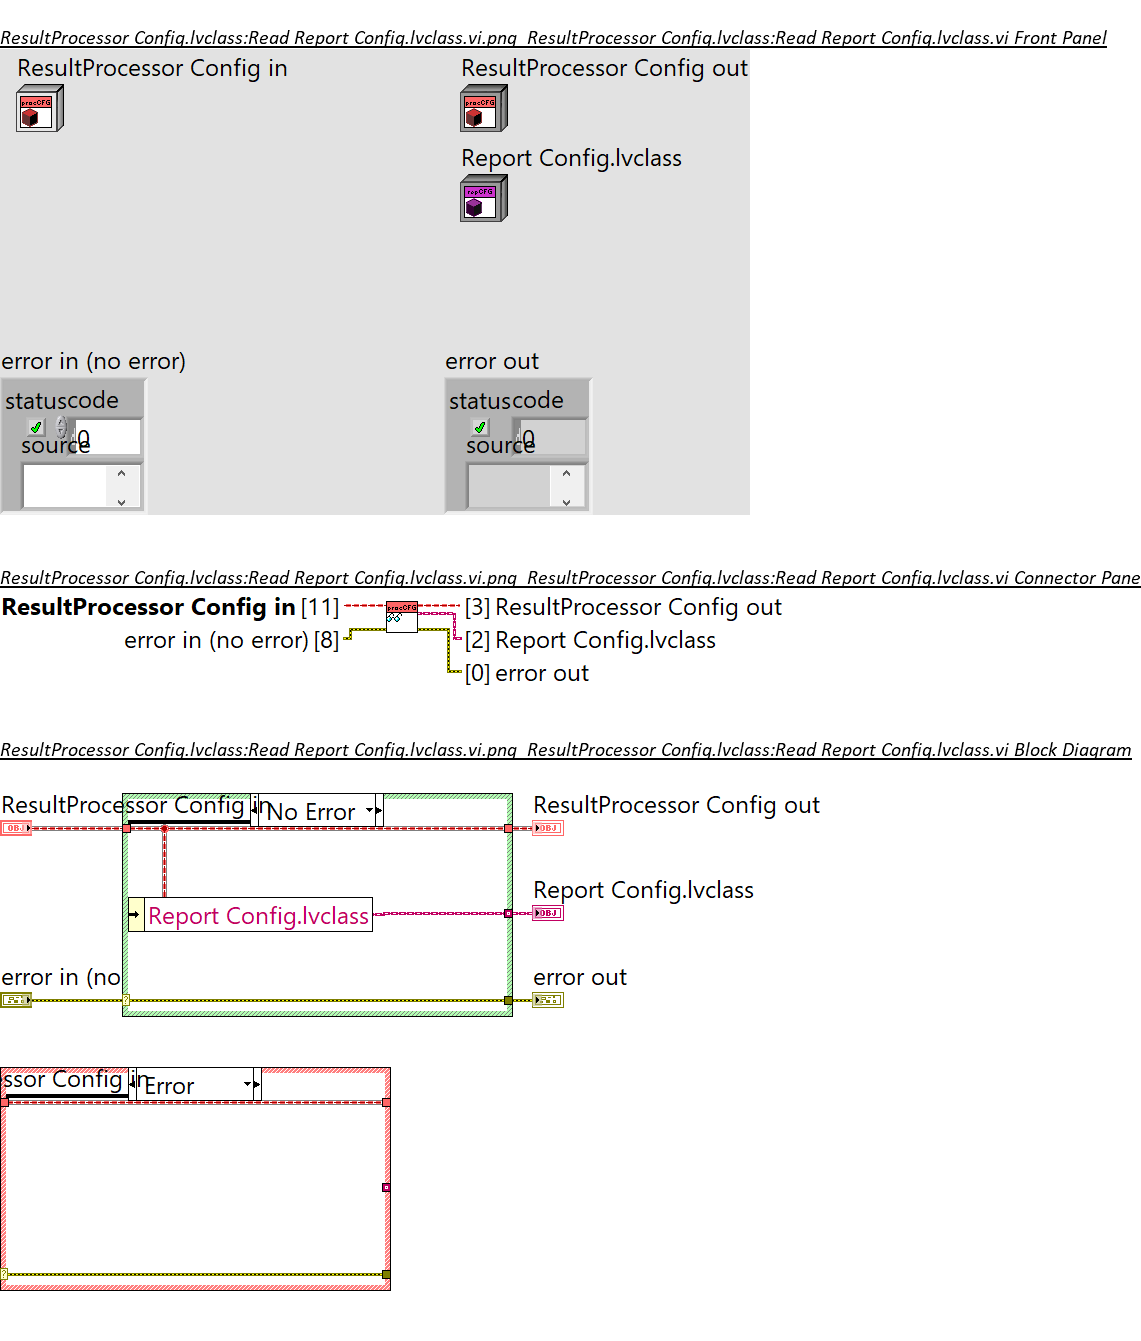 ResultProcessor Config.lvclass:Read Report Config.lvclass.vi.png ResultProcessor Config.lvclass:Read Report Config.lvclass.vi Front Panel
ResultProcessor Config in
ResultProcessor Config out
procCFG
procCFG
Report Config.lvclass
repCFG
error in (no error)
error out
status code
status code
0
0
source
source
ResultProcessor Config.lvclass:Read Report Config.lvclass.vi.png ResultProcessor Config.lvclass:Read Report Config.lvclass.vi Connector Pane
ResultProcessor Config in [11]
procCFG
[3] ResultProcessor Config out
error in (no error) [8]
[2] Report Config.lvclass
[0] error out
ResultProcessor Config.lvclass:Read Report Config.lvclass.vi.png ResultProcessor Config.lvclass:Read Report Config.lvclass.vi Block Diagram
ResultProcessor Config in
No Error
ResultProcessor Config out
OBJ
OBJ
Report Config.lvclass
Report Config.lvclass
OBJ
error in (no
?
error out
ssor Config in
Error
?